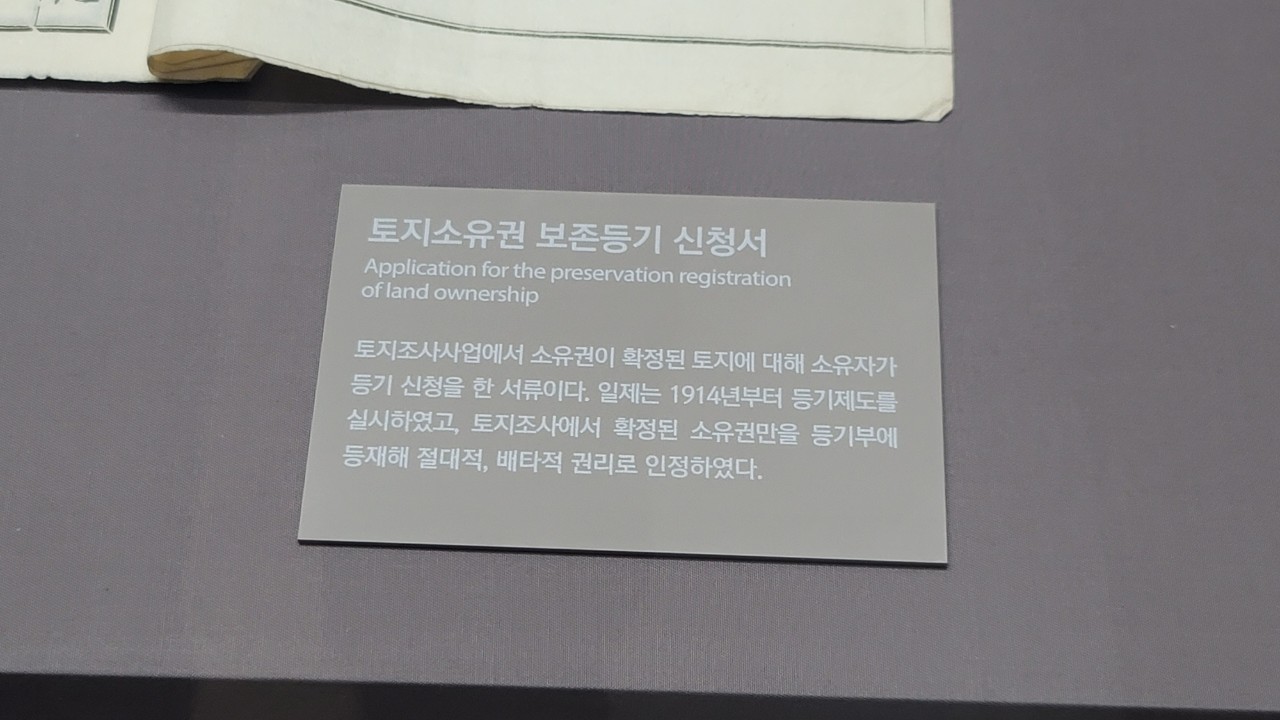 토지소유권 보존등기 신청서
Application for the preservation registration
of land ownership
토지조사사업에서 소유권이 확정된 토지에 대해 소유자가
등기 신청을 한 서류이다. 일제는 1914년부터 등기제도를
실시하였고, 토지조사에서 확정된 소유권만을 등기부에
등재해 절대적, 배타적 권리로 인정하였다.